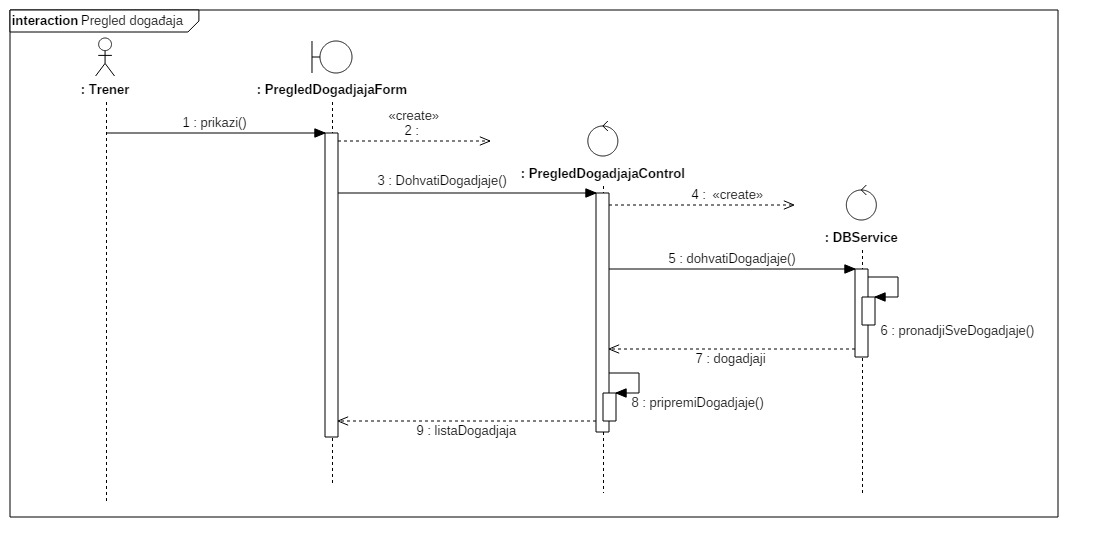 interaction Pregled događaja
: Trener
: PregledDogadjajaForm
1 : prikazi()
«create»
2 :
: PregledDogadjajaControl
3 : DohvatiDogadjaje()
4 : «create»
: DBService
5 : dohvatiDogadjaje()
6 : pronadjiSveDogadjaje()
7 : dogadjaji
8 : pripremiDogadjaje()
9 : listaDogadjaja